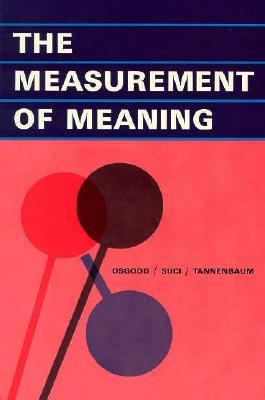 THE
MEASUREMENT
OF MEANING
OSGOOD / SUCI / TANNENBAUM